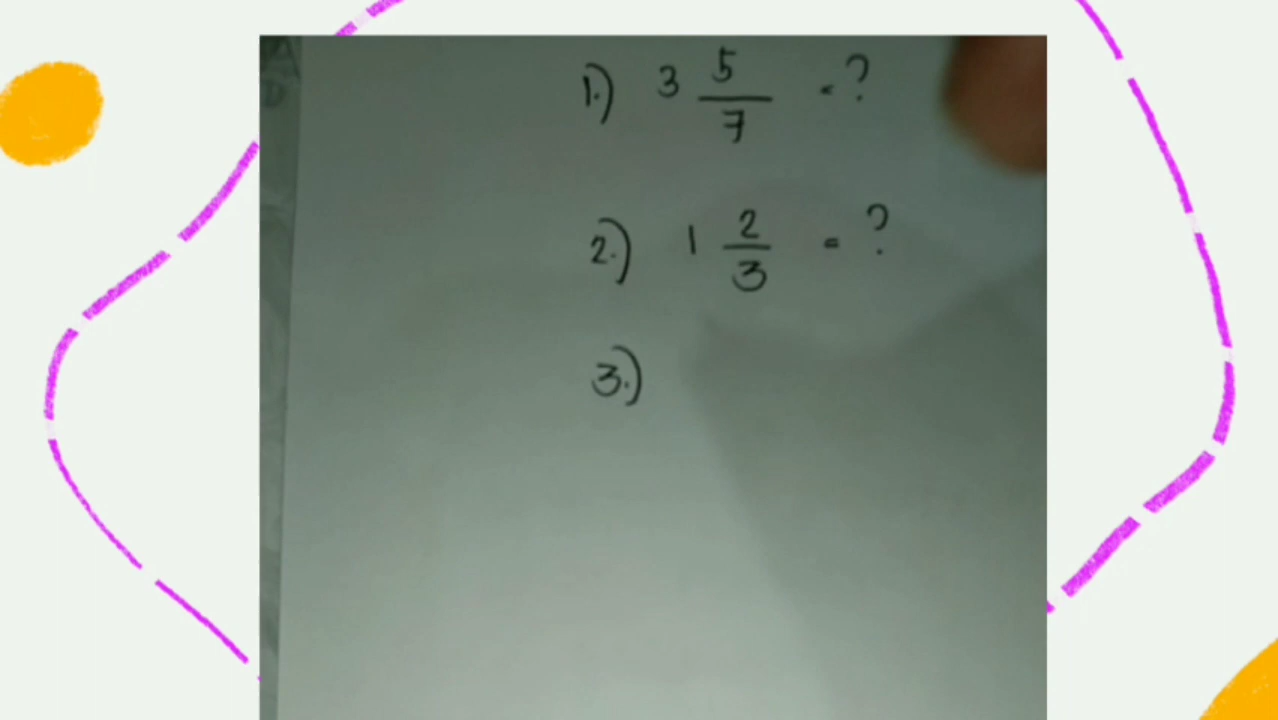 1.) 3 5/7 = ?
2.) 1 2/3 = ?
3.)